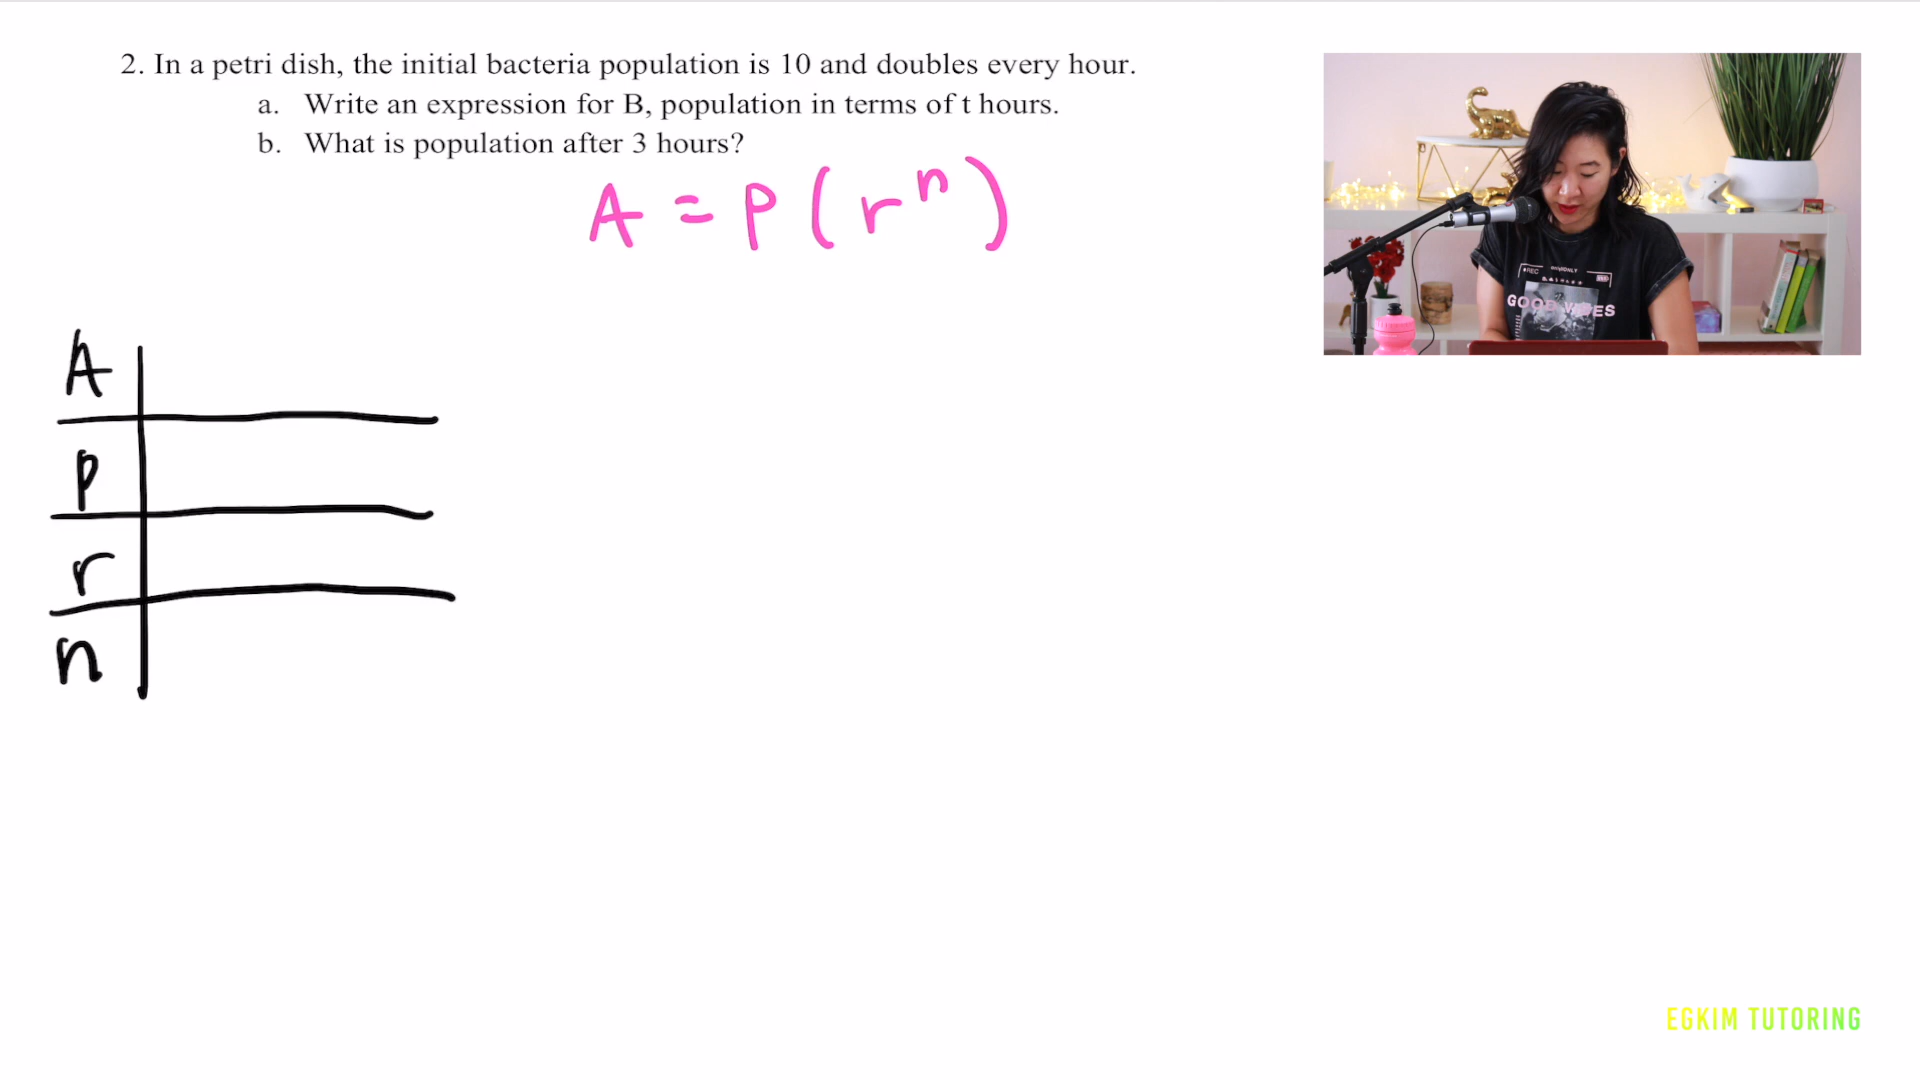 2. In a petri dish, the initial bacteria population is 10 and doubles every hour.
a. Write an expression for B, population in terms of t hours.
b. What is population after 3 hours?
A = P ( r^n )
A
P
r
n
REC
GOOD VIBES
EGKIM TUTORING